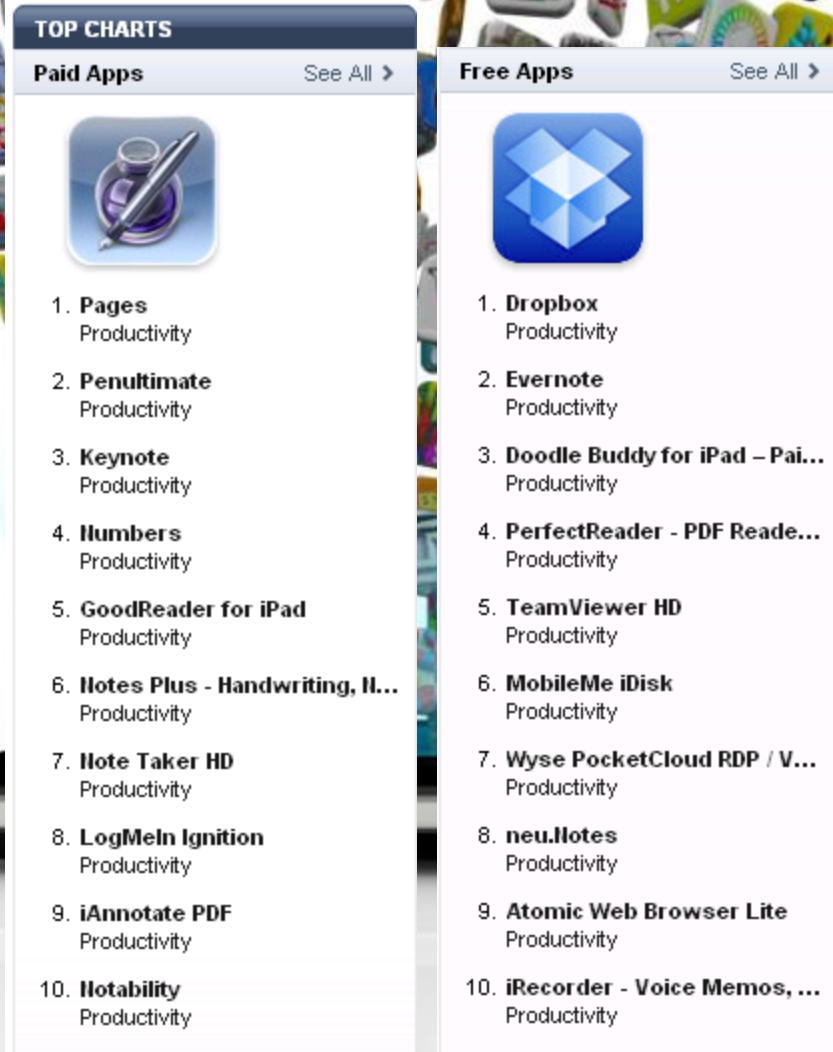 TOP CHARTS
Paid Apps See All >
1. Pages
Productivity
2. Penultimate
Productivity
3. Keynote
Productivity
4. Numbers
Productivity
5. GoodReader for iPad
Productivity
6. Notes Plus - Handwriting, N...
Productivity
7. Note Taker HD
Productivity
8. LogMeIn Ignition
Productivity
9. iAnnotate PDF
Productivity
10. Notability
Productivity
Free Apps See All >
1. Dropbox
Productivity
2. Evernote
Productivity
3. Doodle Buddy for iPad – Pai...
Productivity
4. PerfectReader - PDF Reade...
Productivity
5. TeamViewer HD
Productivity
6. MobileMe iDisk
Productivity
7. Wyse PocketCloud RDP / V...
Productivity
8. neu.Notes
Productivity
9. Atomic Web Browser Lite
Productivity
10. iRecorder - Voice Memos, ...
Productivity